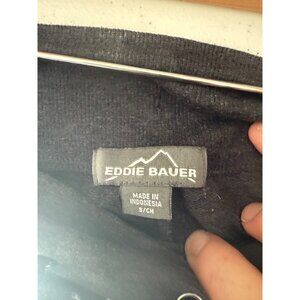 EDDIE BAUER
MADE IN
INDONESIA
S/CH